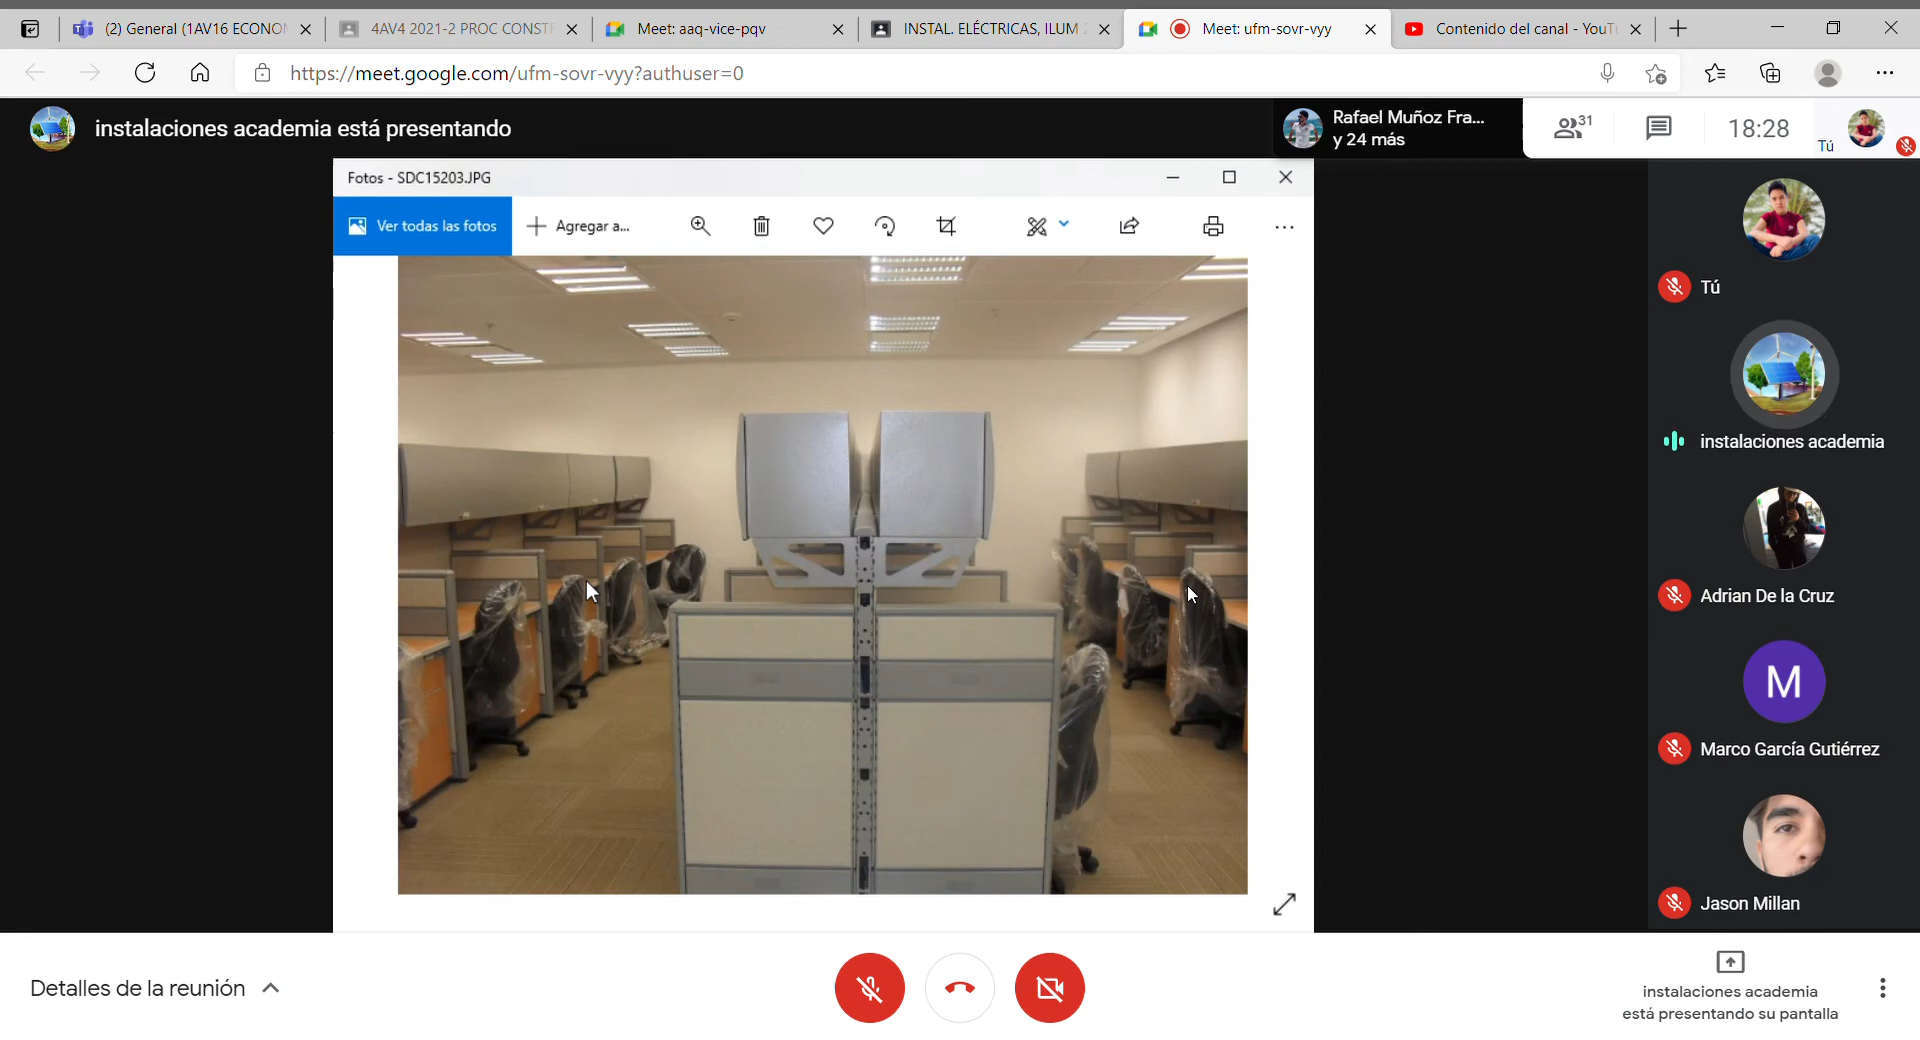 (2) General (1AV16 ECONO
4AV4 2021-2 PROC CONST
Meet: aaq-vice-pqv
INSTAL. ELÉCTRICAS, ILUM
Meet: ufm-sovr-vyy
Contenido del canal - YouT
https://meet.google.com/ufm-sovr-vyy?authuser=0
instalaciones academia está presentando
Rafael Muñoz Fra...
y 24 más
31
18:28
Tú
Fotos - SDC15203.JPG
Ver todas las fotos
Agregar a...
Tú
instalaciones academia
Adrian De la Cruz
M
Marco García Gutiérrez
Jason Millan
Detalles de la reunión
instalaciones academia
está presentando su pantalla